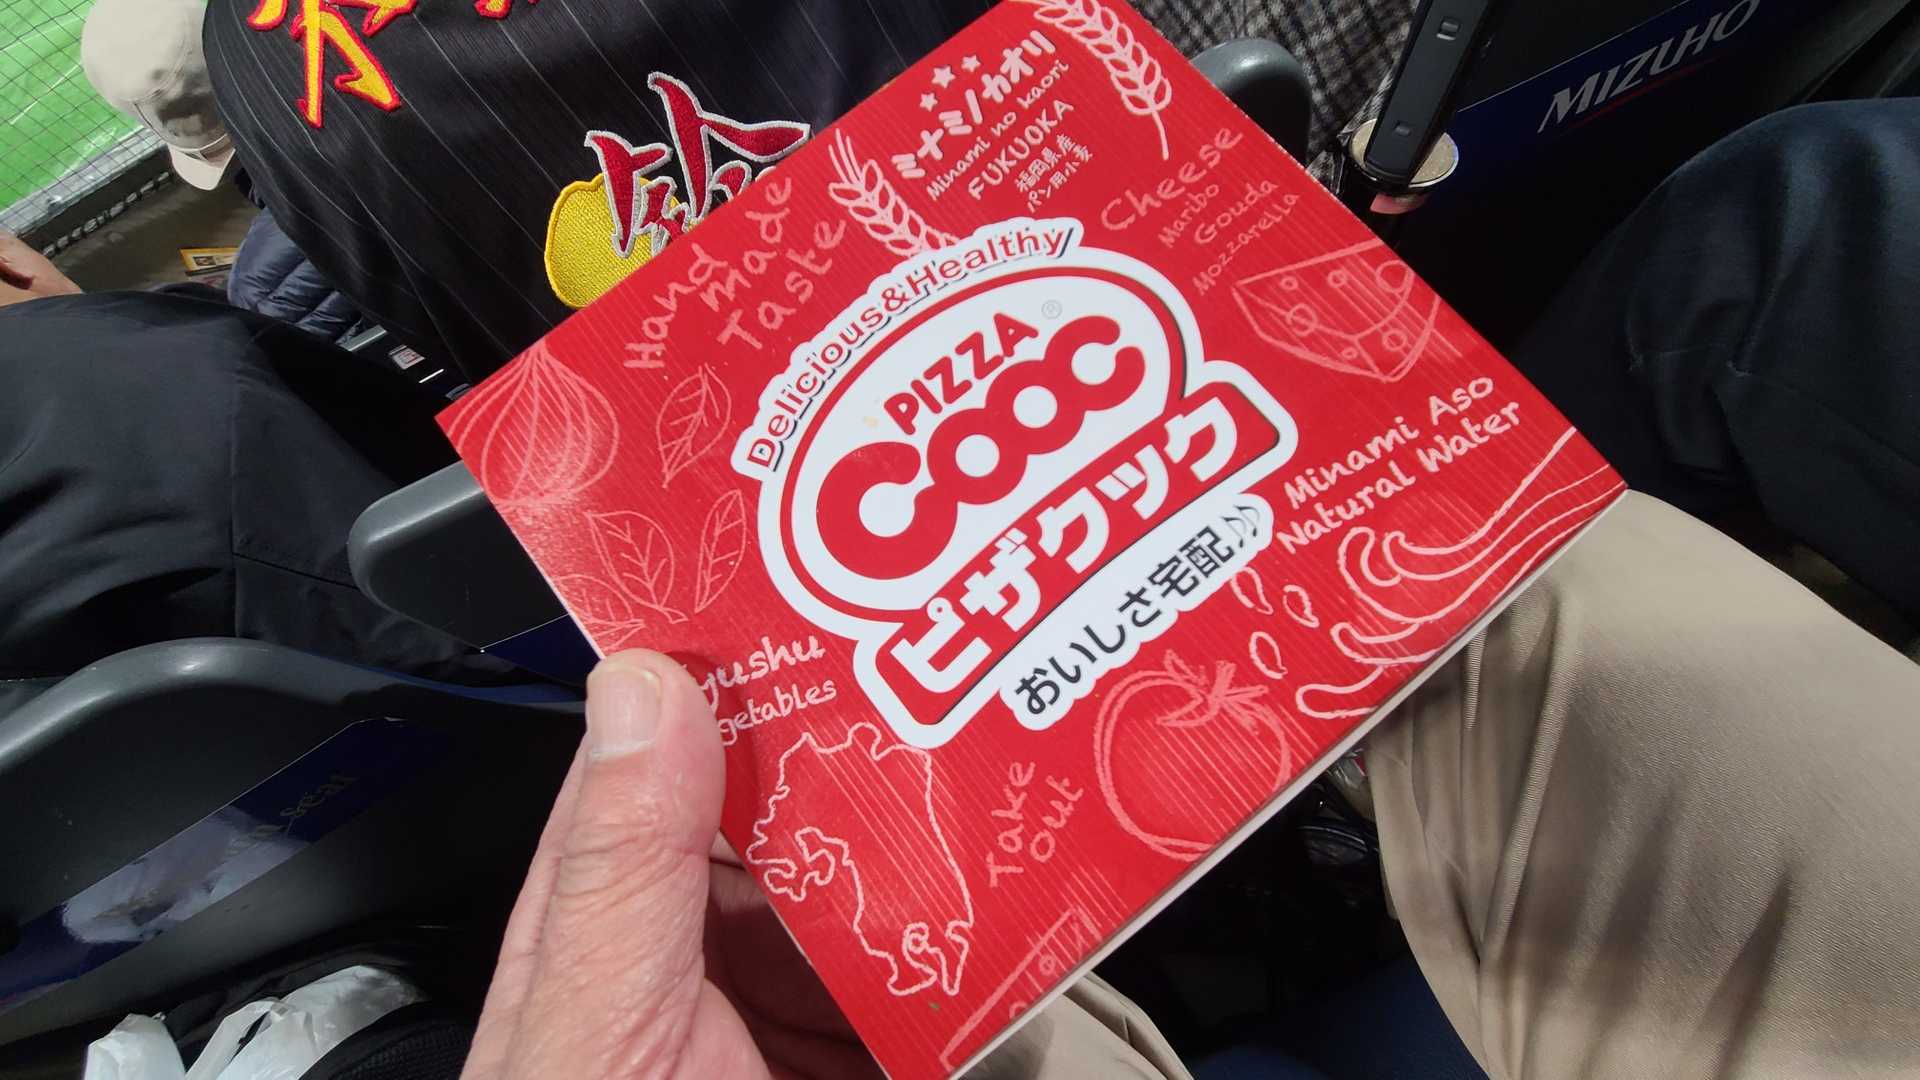 ミナミノカオリ
Minami no kaori
FUKUOKA
福岡県産
パン用小麦
Cheese
Maribo
Gouda
Mozzarella
Hand
made
Taste
Delicious&Healthy
PIZZA
COOC
ピザクック
おいしさ宅配♪♪
Minami Aso
Natural Water
yushu
getables
Take
Out
MIZUHO
seat